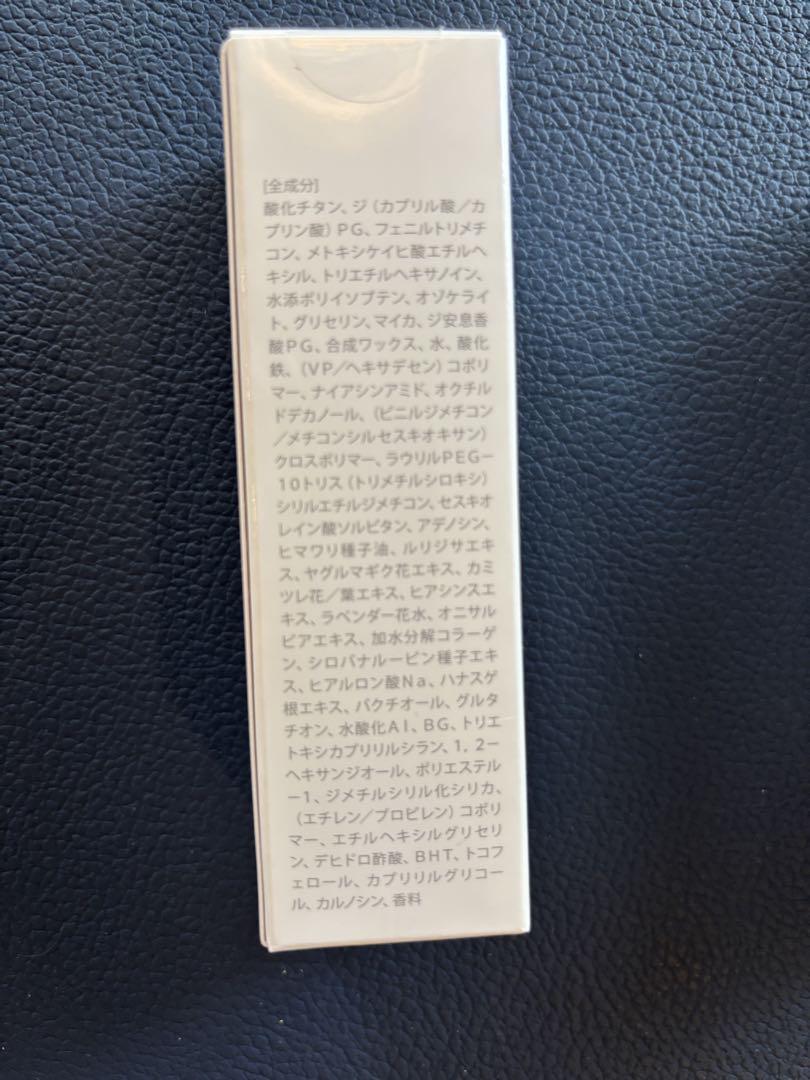 [全成分]
酸化チタン、ジ（カプリル酸／カ
プリン酸）ＰＧ、フェニルトリメチ
コン、メトキシケイヒ酸エチルヘ
キシル、トリエチルヘキサノイン、
水添ポリイソブテン、オゾケライ
ト、グリセリン、マイカ、ジ安息香
酸ＰＧ、合成ワックス、水、酸化
鉄、（ＶＰ／ヘキサデセン）コポリ
マー、ナイアシンアミド、オクチル
ドデカノール、（ビニルジメチコン
／メチコンシルセスキオキサン）
クロスポリマー、ラウリルＰＥＧ－
１０トリス（トリメチルシロキシ）
シリルエチルジメチコン、セスキオ
レイン酸ソルビタン、アデノシン、
ヒマワリ種子油、ルリジサエキ
ス、ヤグルマギク花エキス、カミ
ツレ花／葉エキス、ヒアシンスエ
キス、ラベンダー花水、オニサル
ビアエキス、加水分解コラーゲ
ン、シロバナルーピン種子エキ
ス、ヒアルロン酸Ｎａ、ハナスゲ
根エキス、バクチオール、グルタ
チオン、水酸化ＡＩ、ＢＧ、トリエ
トキシカプリリルシラン、１，２－
ヘキサンジオール、ポリエステル
－１、ジメチルシリル化シリカ、
（エチレン／プロピレン）コポリ
マー、エチルヘキシルグリセリ
ン、デヒドロ酢酸、ＢＨＴ、トコフ
ェロール、カプリリルグリコー
ル、カルノシン、香料